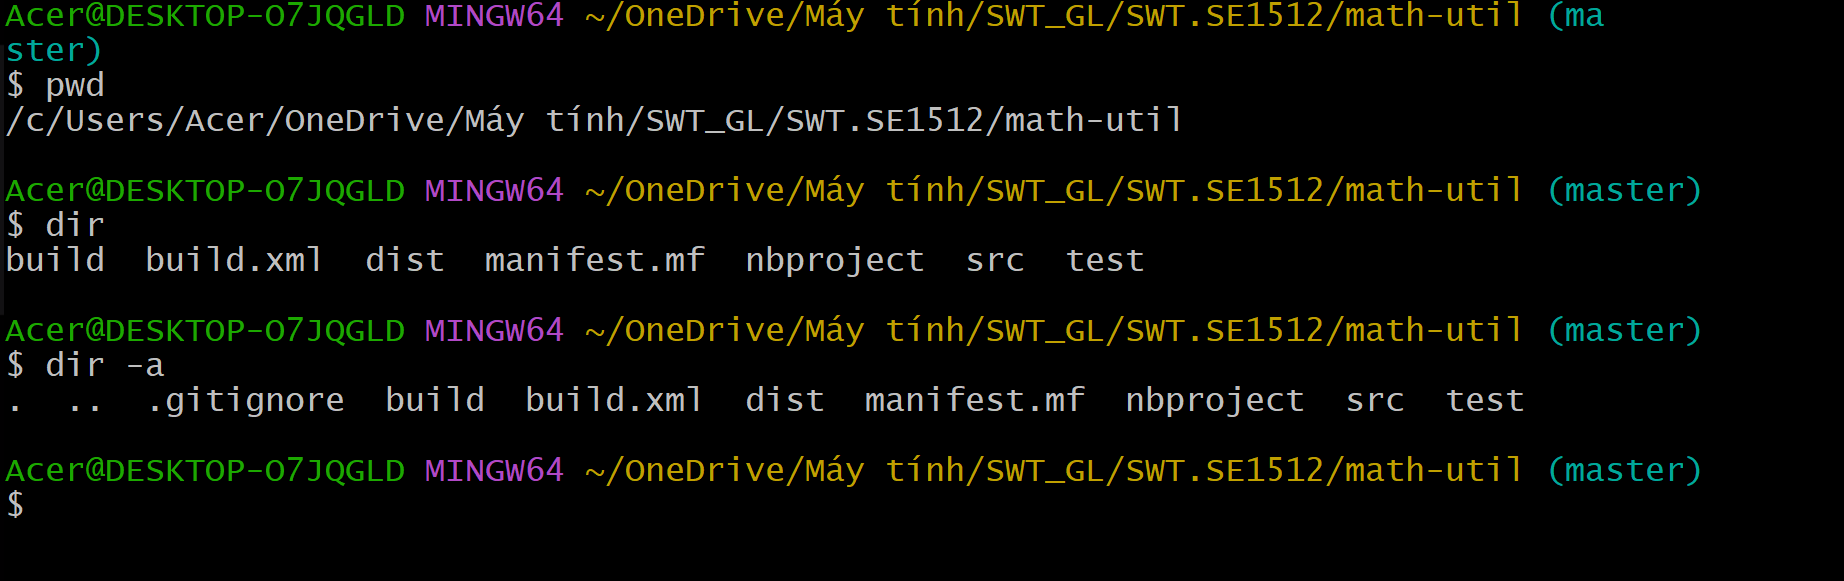 Acer@DESKTOP-O7JQGLD MINGW64 ~/OneDrive/Máy tính/SWT_GL/SWT.SE1512/math-util (ma
ster)
$ pwd
/c/Users/Acer/OneDrive/Máy tính/SWT_GL/SWT.SE1512/math-util
Acer@DESKTOP-O7JQGLD MINGW64 ~/OneDrive/Máy tính/SWT_GL/SWT.SE1512/math-util (master)
$ dir
build  build.xml  dist  manifest.mf  nbproject  src  test
Acer@DESKTOP-O7JQGLD MINGW64 ~/OneDrive/Máy tính/SWT_GL/SWT.SE1512/math-util (master)
$ dir -a
.  ..  .gitignore  build  build.xml  dist  manifest.mf  nbproject  src  test
Acer@DESKTOP-O7JQGLD MINGW64 ~/OneDrive/Máy tính/SWT_GL/SWT.SE1512/math-util (master)
$